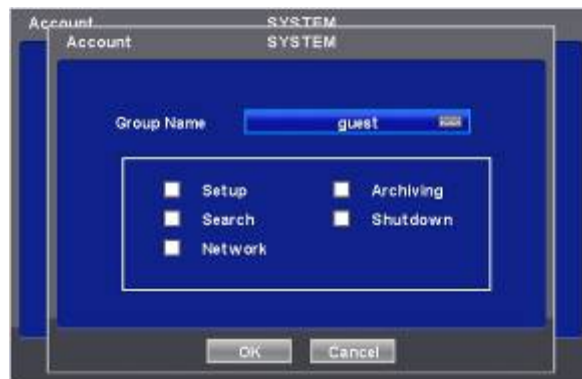 Account SYSTEM
Account SYSTEM
Group Name guest
Setup Archiving
Search Shutdown
Network
OK Cancel